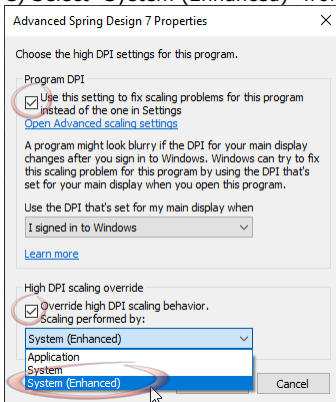 Advanced Spring Design 7 Properties
Choose the high DPI settings for this program.
Program DPI
Use this setting to fix scaling problems for this program
instead of the one in Settings
Open Advanced scaling settings
A program might look blurry if the DPI for your main display
changes after you sign in to Windows. Windows can try to fix
this scaling problem for this program by using the DPI that's
set for your main display when you open this program.
Use the DPI that's set for my main display when
I signed in to Windows
Learn more
High DPI scaling override
Override high DPI scaling behavior.
Scaling performed by:
System (Enhanced)
Application
System
System (Enhanced)
Cancel